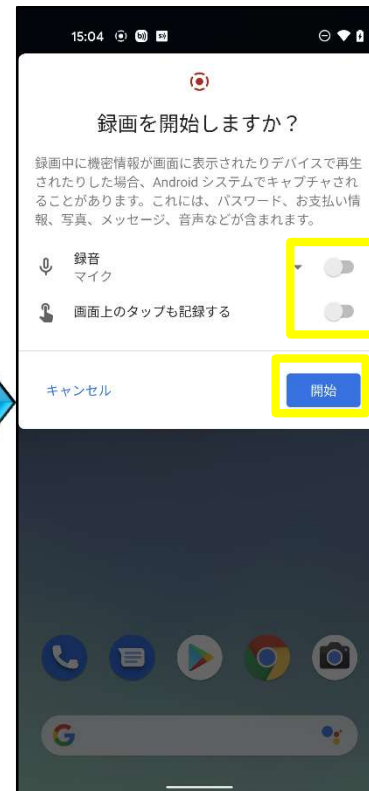 15:04
録画を開始しますか？
録画中に機密情報が画面に表示されたりデバイスで再生
されたりした場合、Android システムでキャプチャされ
ることがあります。これには、パスワード、お支払い情
報、写真、メッセージ、音声などが含まれます。
録音
マイク
画面上のタップも記録する
キャンセル
開始